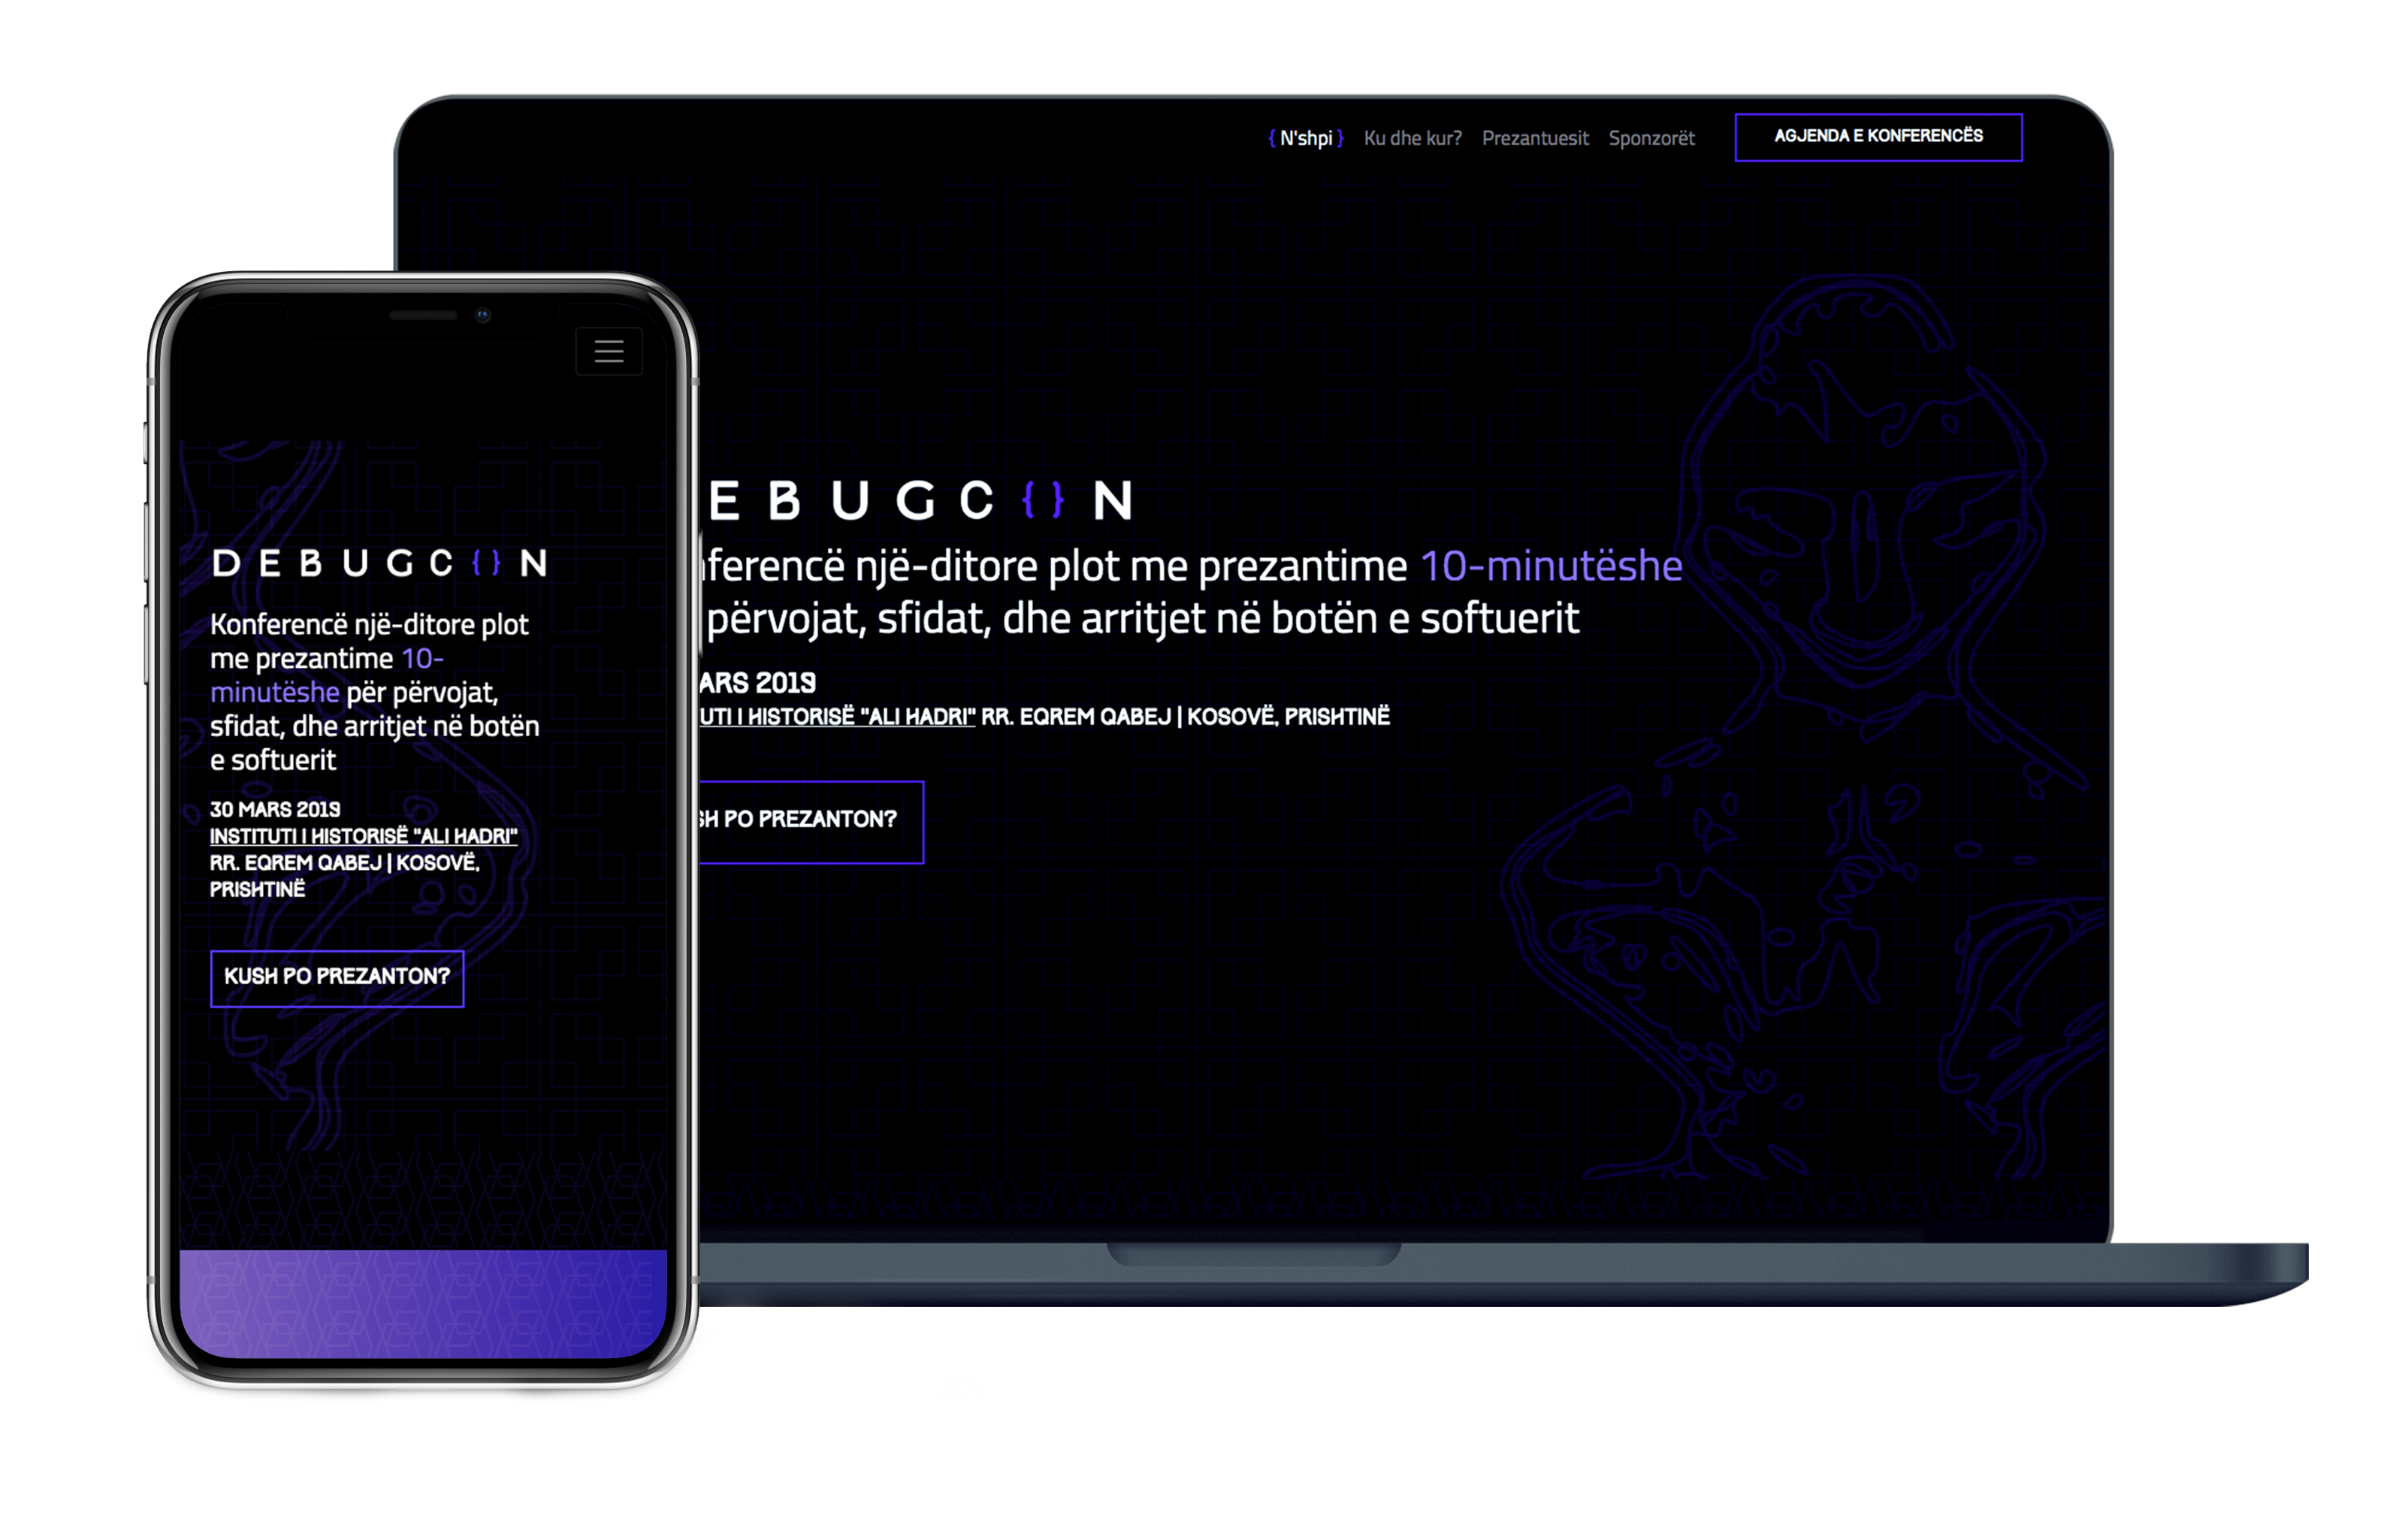 { N'shpi } Ku dhe kur? Prezantuesit Sponzorët AGJENDA E KONFERENCËS
EBUGC{}N
ferencë një-ditore plot me prezantime 10-minutëshe
përvojat, sfidat, dhe arritjet në botën e softuerit
ARS 2019
UTI I HISTORISË "ALI HADRI" RR. EQREM QABEJ | KOSOVË, PRISHTINË
SH PO PREZANTON?
DEBUGC{}N
Konferencë një-ditore plot
me prezantime 10-
minutëshe për përvojat,
sfidat, dhe arritjet në botën
e softuerit
30 MARS 2019
INSTITUTI I HISTORISË "ALI HADRI"
RR. EQREM QABEJ | KOSOVË,
PRISHTINË
KUSH PO PREZANTON?